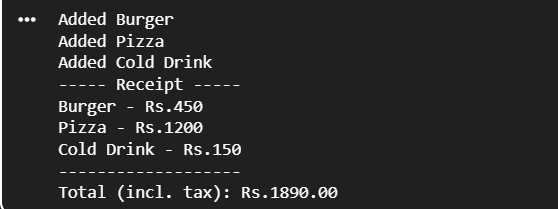 Added Burger
Added Pizza
Added Cold Drink
----- Receipt -----
Burger - Rs.450
Pizza - Rs.1200
Cold Drink - Rs.150
-------------------
Total (incl. tax): Rs.1890.00